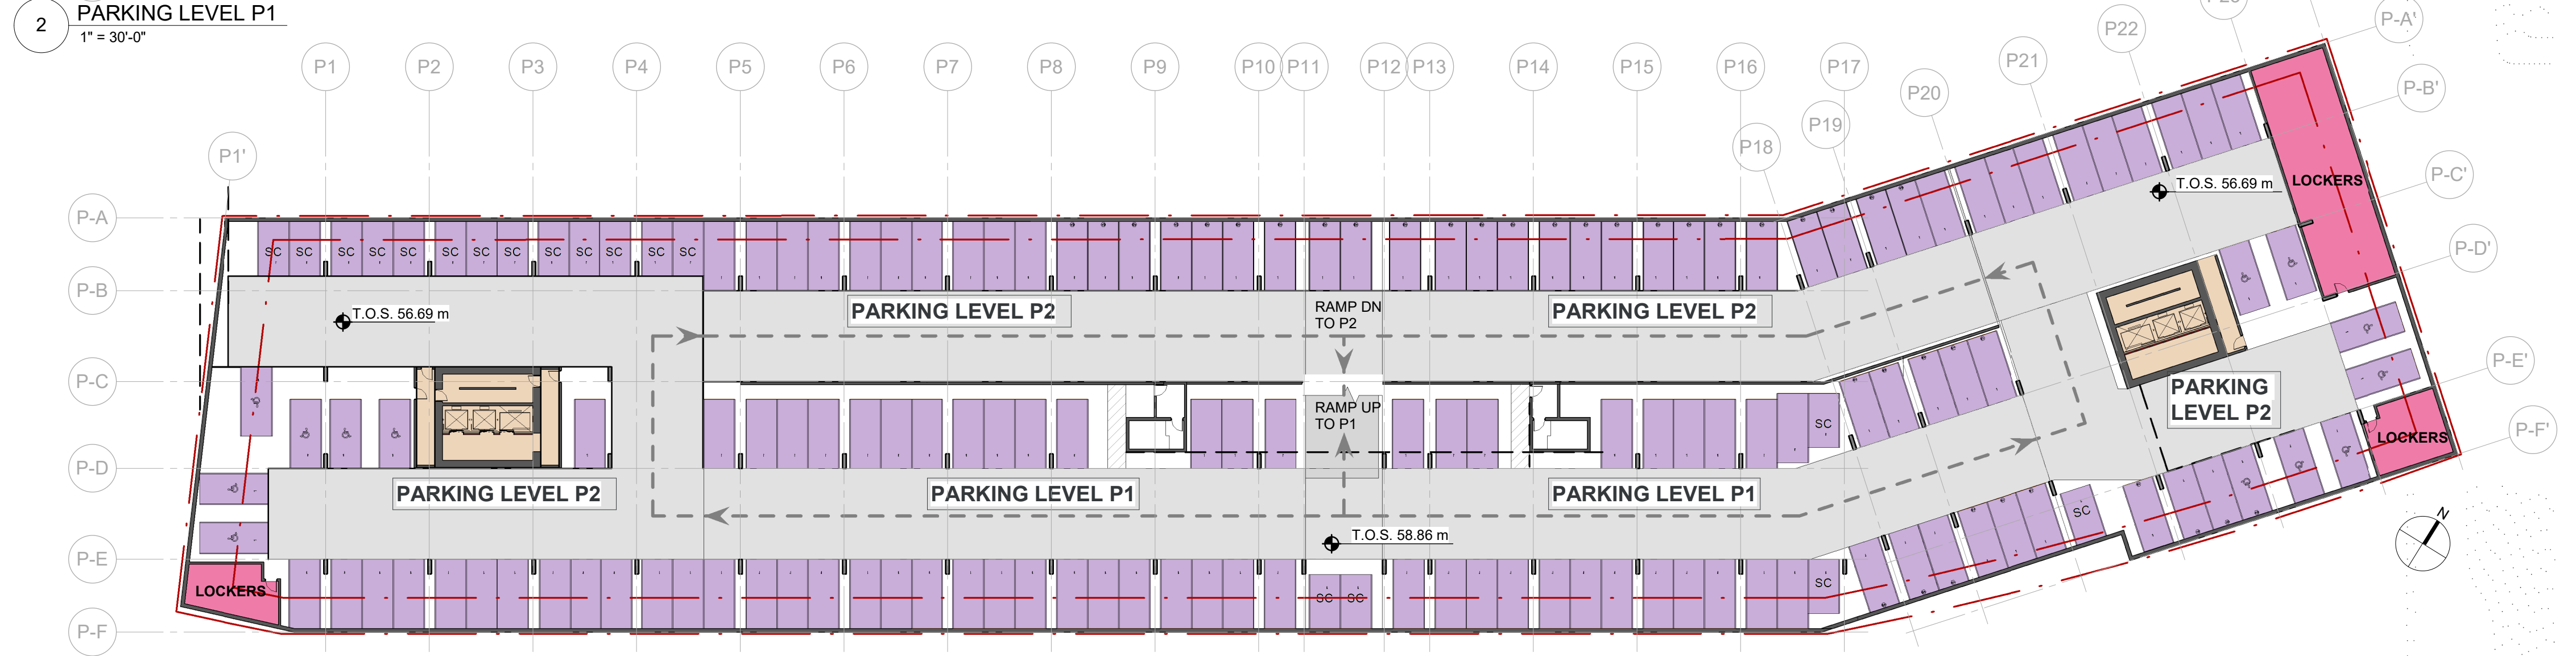 2
PARKING LEVEL P1
1" = 30'-0"
P1
P2
P3
P4
P5
P6
P7
P8
P9
P10
P11
P12
P13
P14
P15
P16
P17
P18
P19
P20
P21
P22
P-A'
P-B'
P-C'
P-D'
P-E'
P-F'
P1'
P-A
P-B
P-C
P-D
P-E
P-F
SC SC SC SC SC SC SC SC SC SC SC SC SC
T.O.S. 56.69 m
PARKING LEVEL P2
RAMP DN
TO P2
PARKING LEVEL P2
T.O.S. 56.69 m
LOCKERS
RAMP UP
TO P1
SC
PARKING
LEVEL P2
LOCKERS
PARKING LEVEL P2
PARKING LEVEL P1
PARKING LEVEL P1
SC
T.O.S. 58.86 m
N
LOCKERS
SC SC
SC